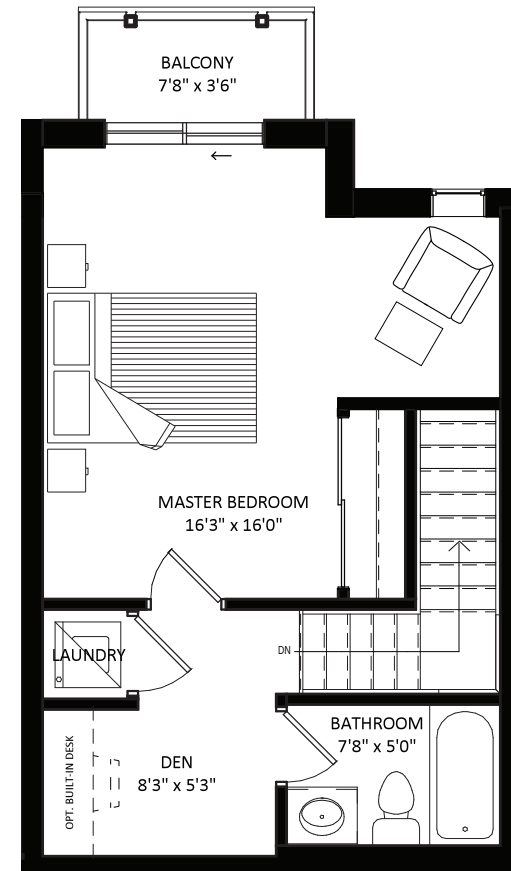 BALCONY
7'8" x 3'6"
MASTER BEDROOM
16'3" x 16'0"
LAUNDRY
DN
BATHROOM
7'8" x 5'0"
DEN
8'3" x 5'3"
OPT. BUILT-IN DESK